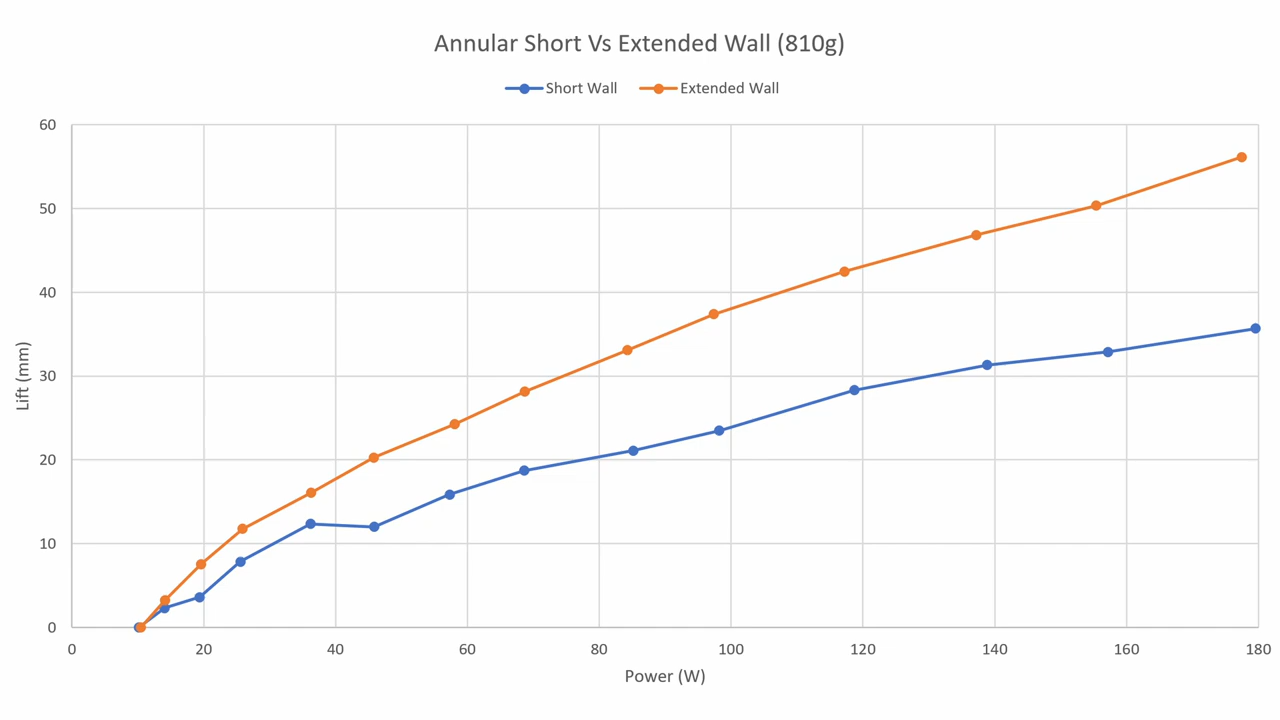 Annular Short Vs Extended Wall (810g)
Short Wall Extended Wall
60
50
40
30
20
10
0
Lift (mm)
0 20 40 60 80 100 120 140 160 180
Power (W)